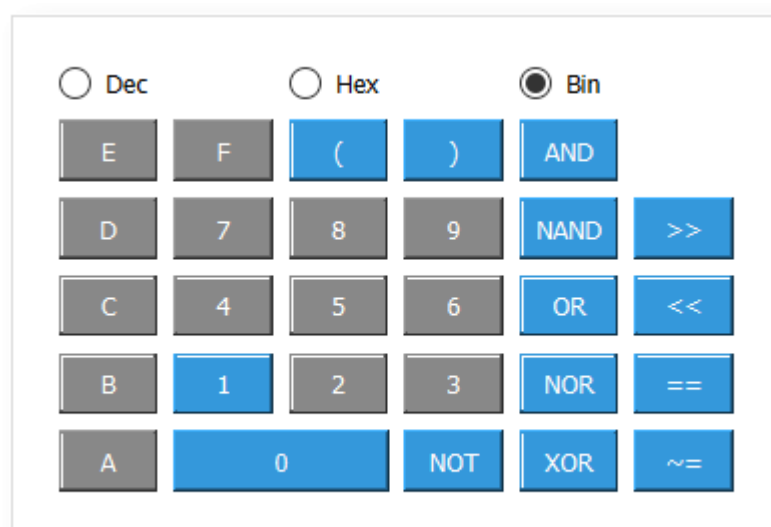 Dec Hex Bin
E F ( ) AND
D 7 8 9 NAND >>
C 4 5 6 OR <<
B 1 2 3 NOR ==
A 0 NOT XOR ~=